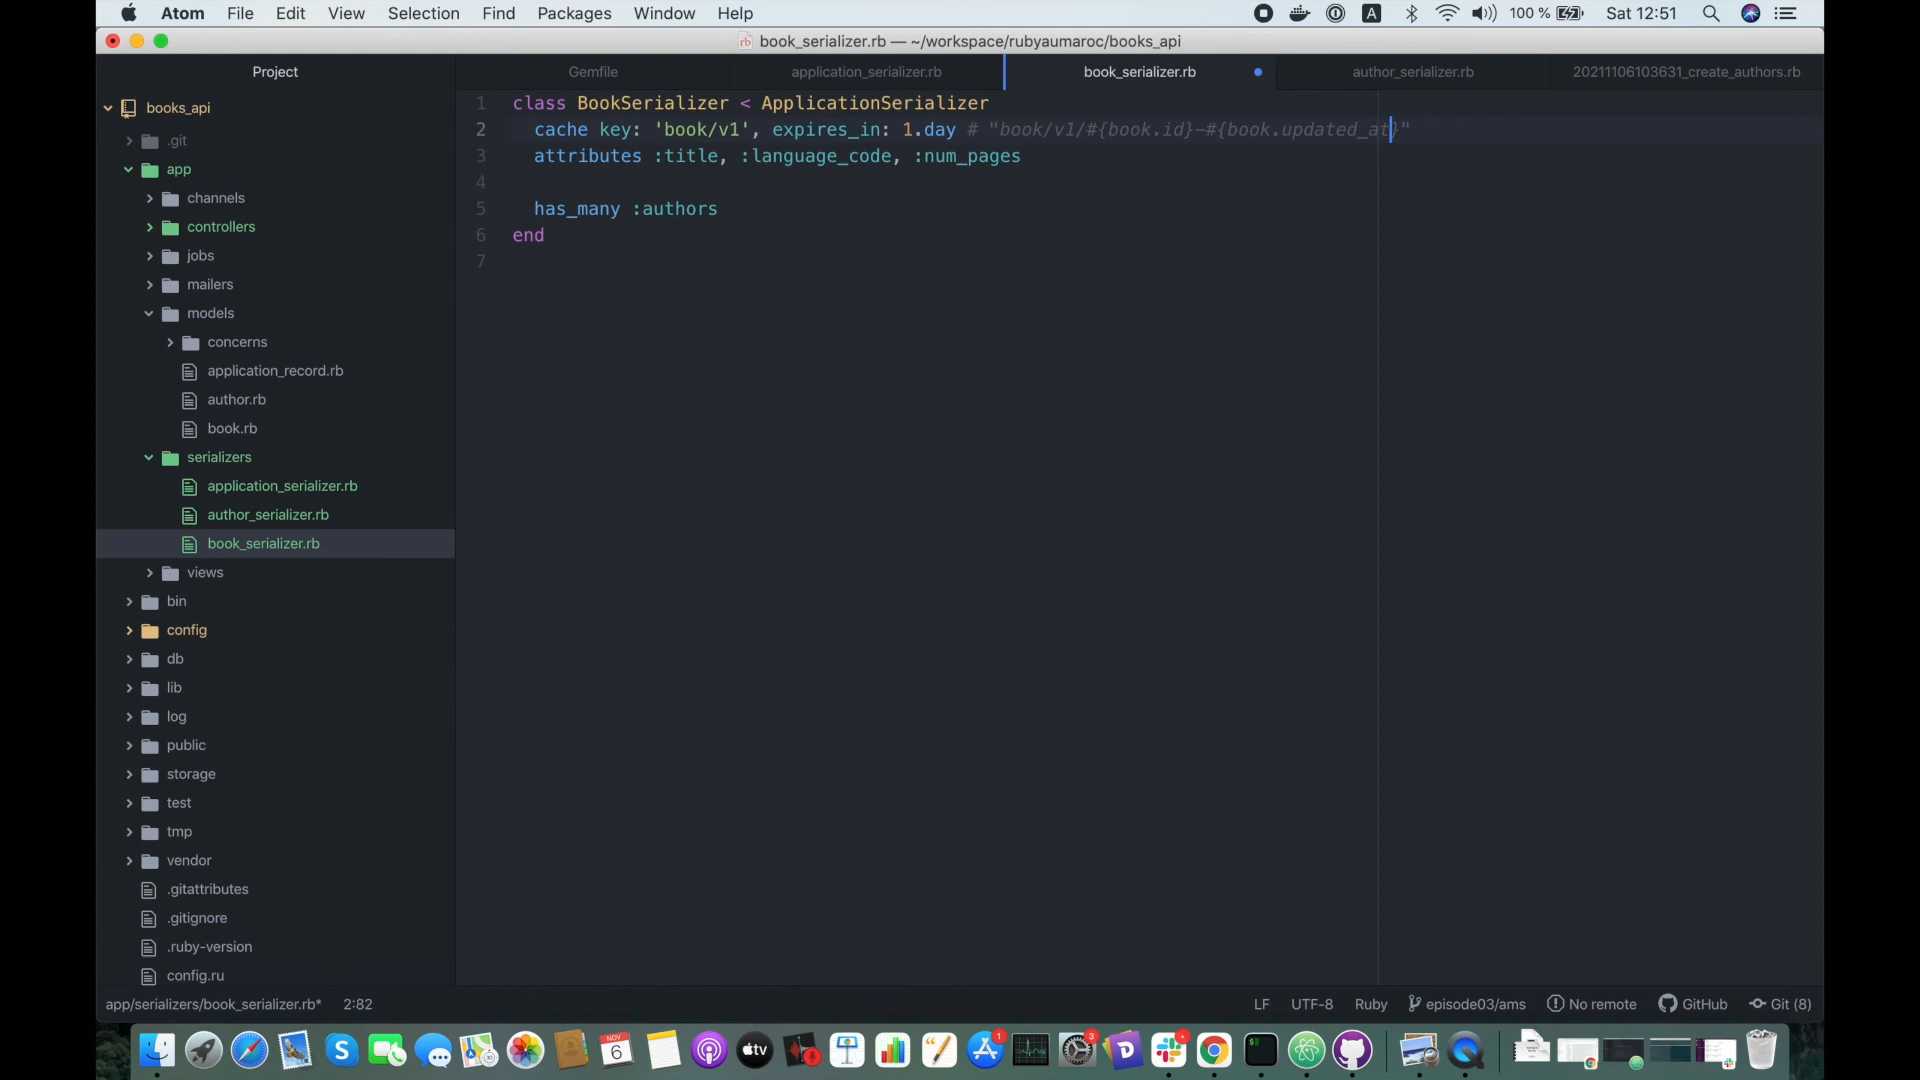 Atom File Edit View Selection Find Packages Window Help A 100 % Sat 12:51
book_serializer.rb — ~/workspace/rubyaumaroc/books_api
Project Gemfile application_serializer.rb book_serializer.rb author_serializer.rb 20211106103631_create_authors.rb
books_api
.git
app
channels
controllers
jobs
mailers
models
concerns
application_record.rb
author.rb
book.rb
serializers
application_serializer.rb
author_serializer.rb
book_serializer.rb
views
bin
config
db
lib
log
public
storage
test
tmp
vendor
.gitattributes
.gitignore
.ruby-version
config.ru
1 class BookSerializer < ApplicationSerializer
2 cache key: 'book/v1', expires_in: 1.day # "book/v1/#{book.id}-#{book.updated_at}"
3 attributes :title, :language_code, :num_pages
4
5 has_many :authors
6 end
7
app/serializers/book_serializer.rb* 2:82 LF UTF-8 Ruby episode03/ams No remote GitHub Git (8)
NOV 6 tv 1 3